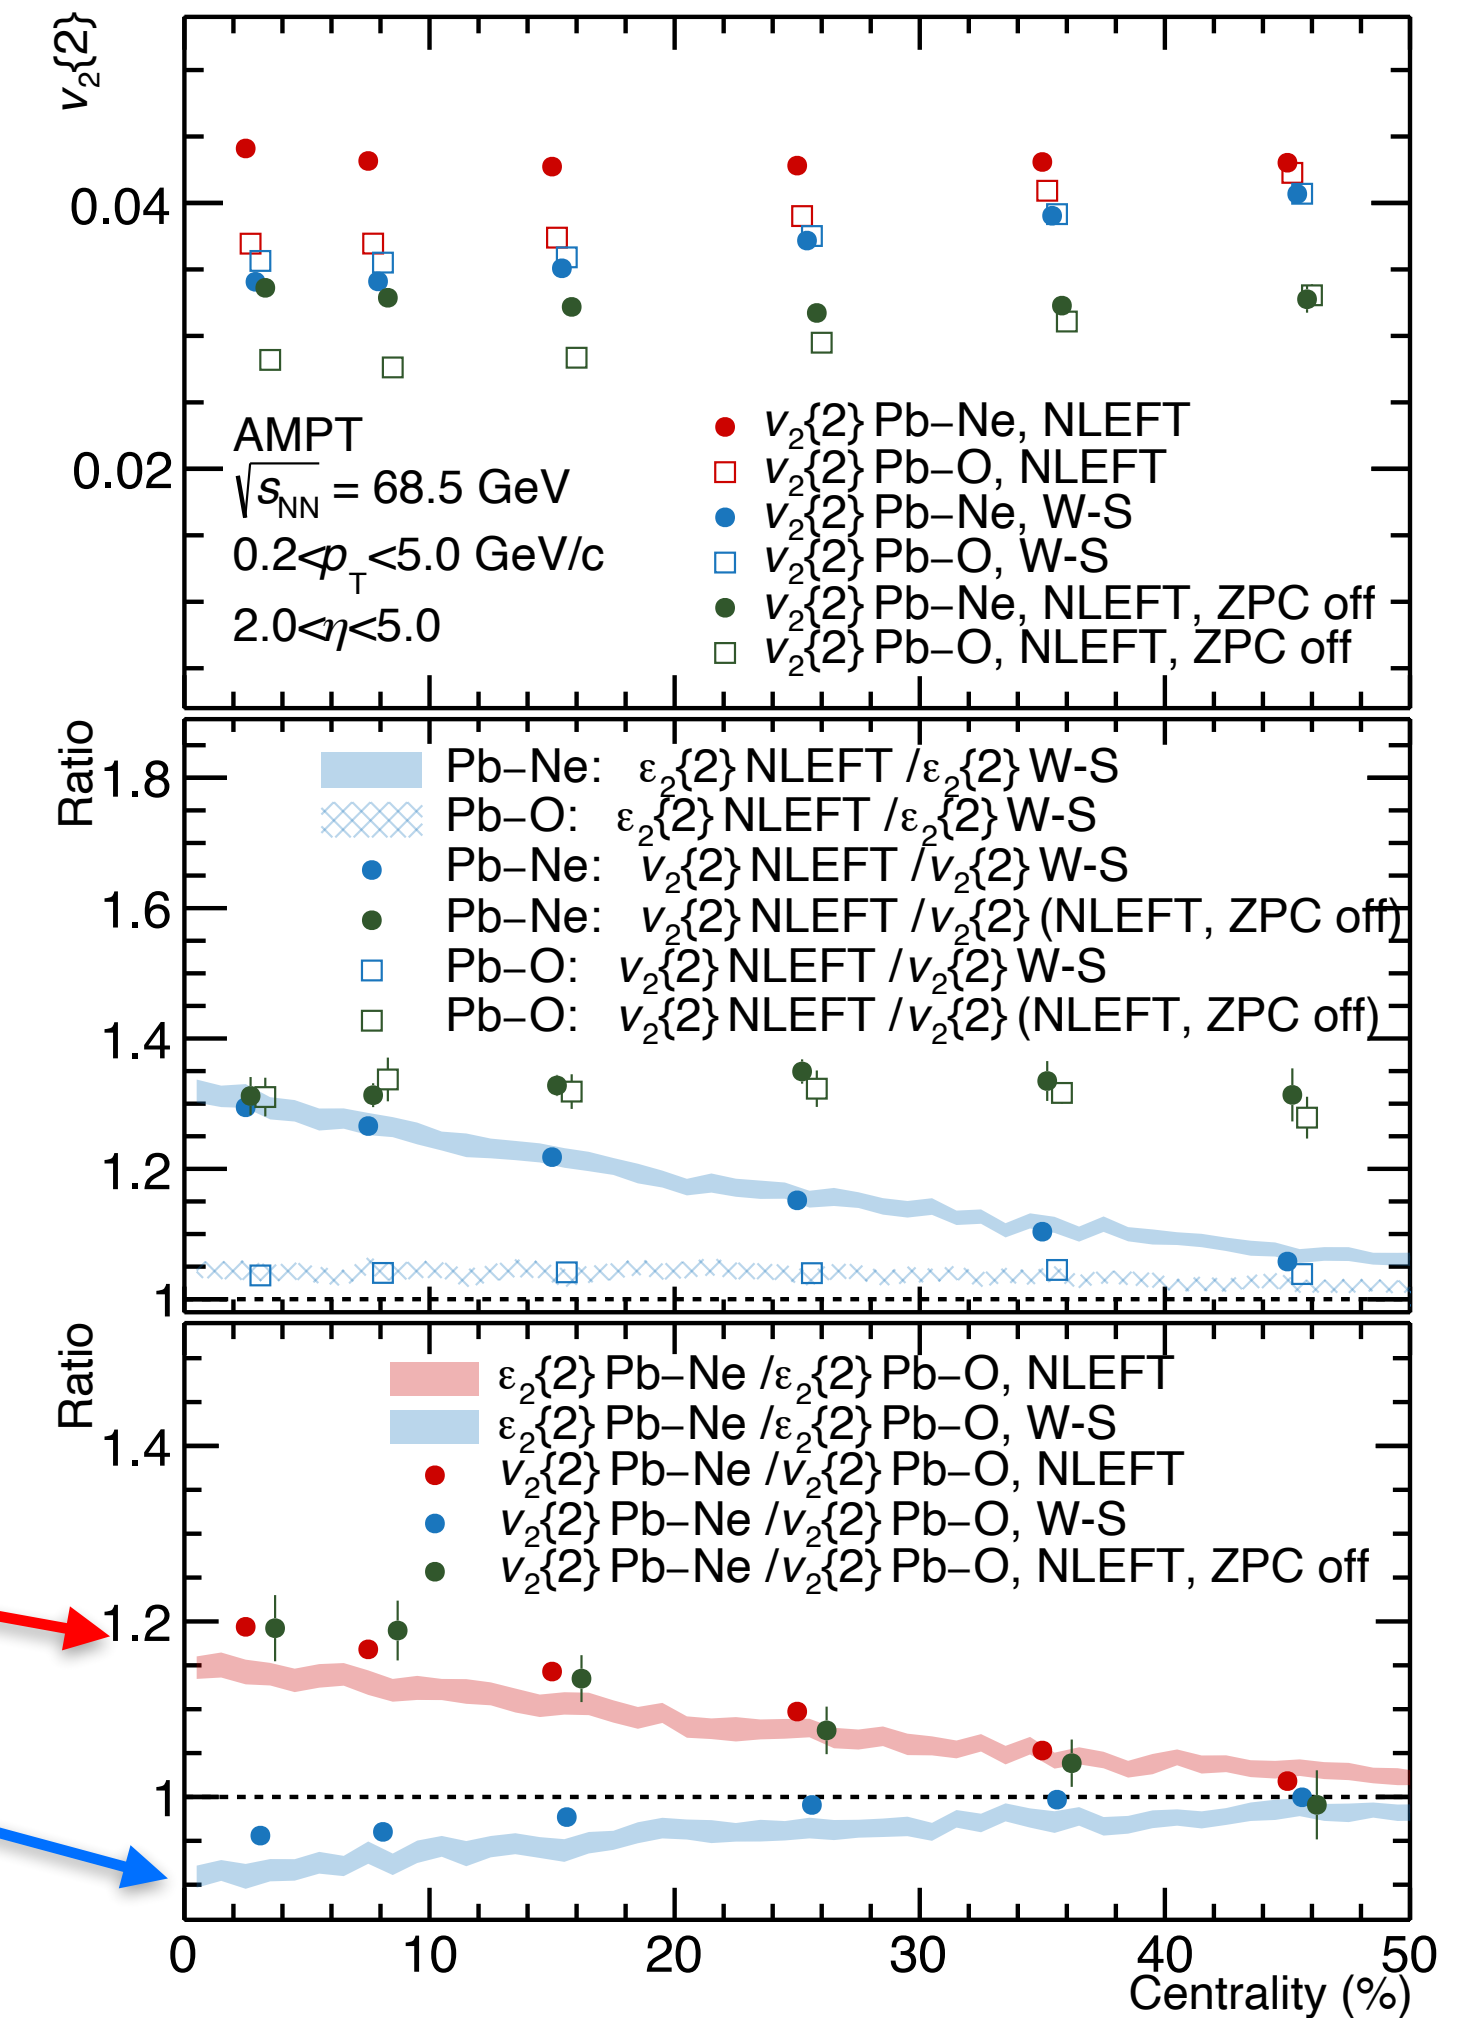 v2{2}
0.04
0.02
AMPT
√sNN = 68.5 GeV
0.2<pT<5.0 GeV/c
2.0<η<5.0
v2{2} Pb−Ne, NLEFT
v2{2} Pb−O, NLEFT
v2{2} Pb−Ne, W-S
v2{2} Pb−O, W-S
v2{2} Pb−Ne, NLEFT, ZPC off
v2{2} Pb−O, NLEFT, ZPC off
Ratio
1.8
1.6
1.4
1.2
1
Pb−Ne: ε2{2} NLEFT /ε2{2} W-S
Pb−O: ε2{2} NLEFT /ε2{2} W-S
Pb−Ne: v2{2} NLEFT /v2{2} W-S
Pb−Ne: v2{2} NLEFT /v2{2} (NLEFT, ZPC off)
Pb−O: v2{2} NLEFT /v2{2} W-S
Pb−O: v2{2} NLEFT /v2{2} (NLEFT, ZPC off)
Ratio
1.4
1.2
1
ε2{2} Pb−Ne /ε2{2} Pb−O, NLEFT
ε2{2} Pb−Ne /ε2{2} Pb−O, W-S
v2{2} Pb−Ne /v2{2} Pb−O, NLEFT
v2{2} Pb−Ne /v2{2} Pb−O, W-S
v2{2} Pb−Ne /v2{2} Pb−O, NLEFT, ZPC off
0 10 20 30 40 50
Centrality (%)